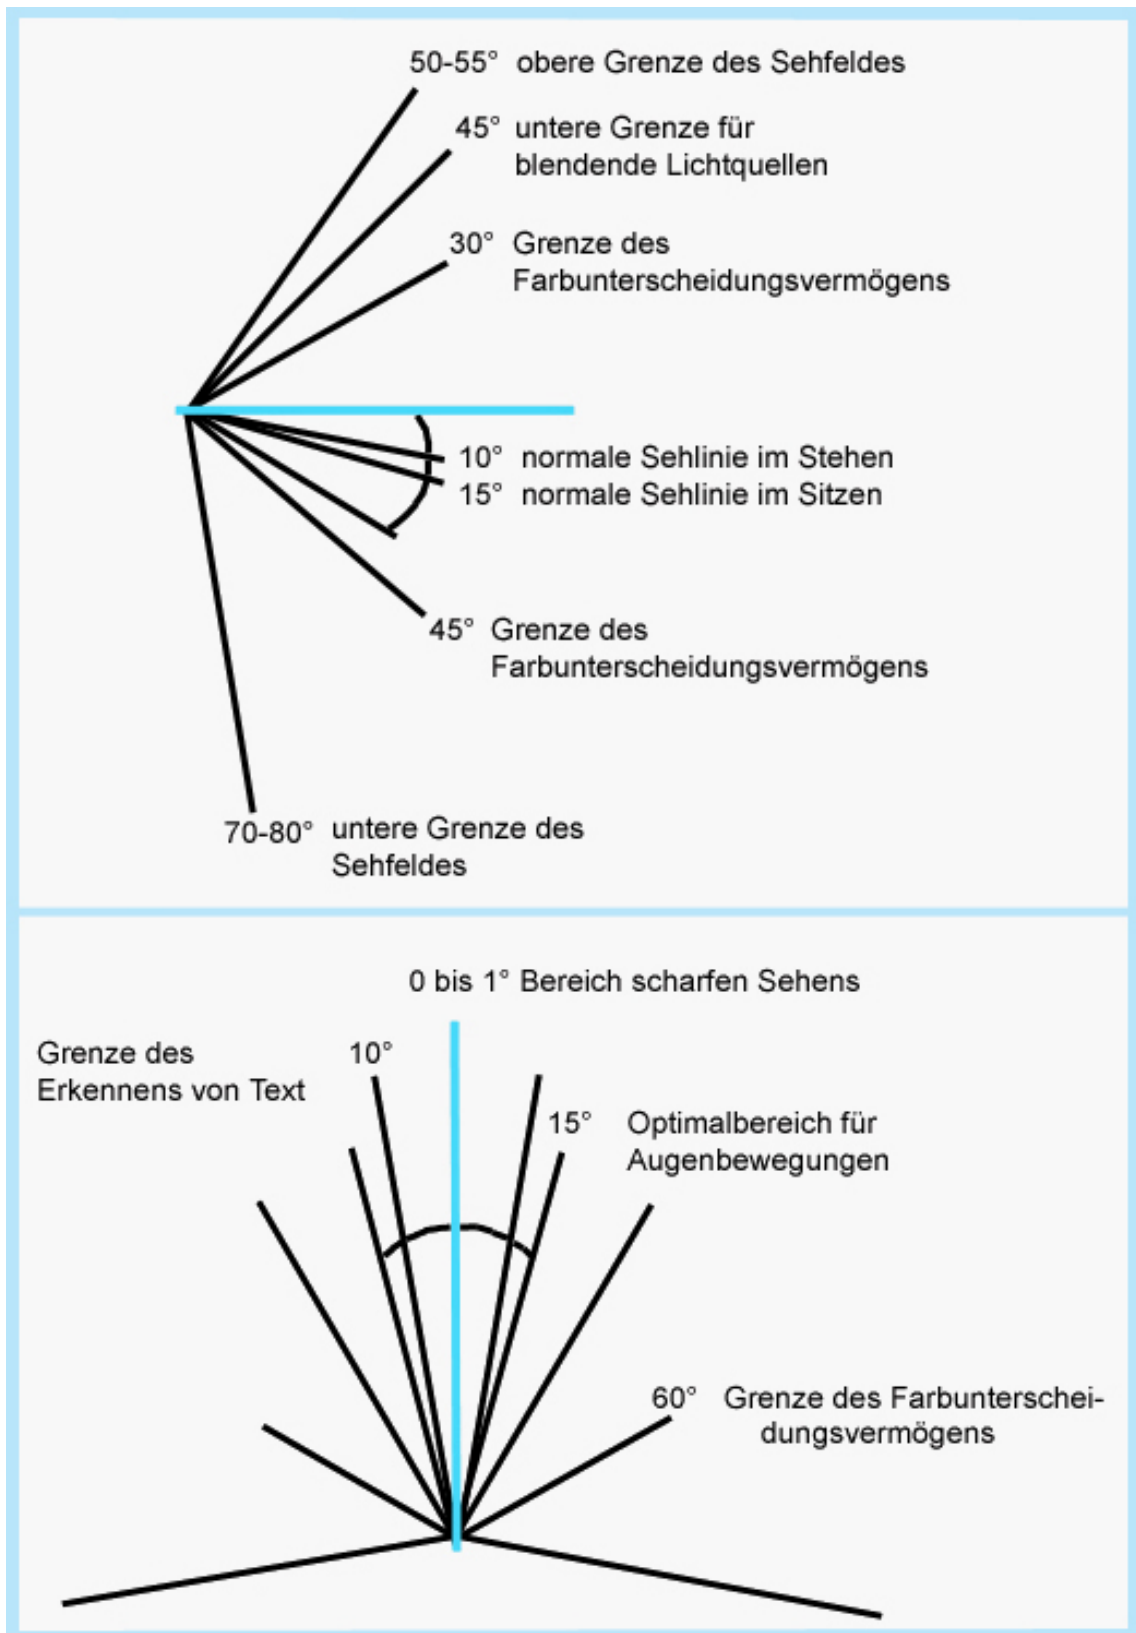 50-55° obere Grenze des Sehfeldes
45° untere Grenze für
blendende Lichtquellen
30° Grenze des
Farbunterscheidungsvermögens
10° normale Sehlinie im Stehen
15° normale Sehlinie im Sitzen
45° Grenze des
Farbunterscheidungsvermögens
70-80° untere Grenze des
Sehfeldes
0 bis 1° Bereich scharfen Sehens
Grenze des 10°
Erkennens von Text
15° Optimalbereich für
Augenbewegungen
60° Grenze des Farbunterschei-
dungsvermögens